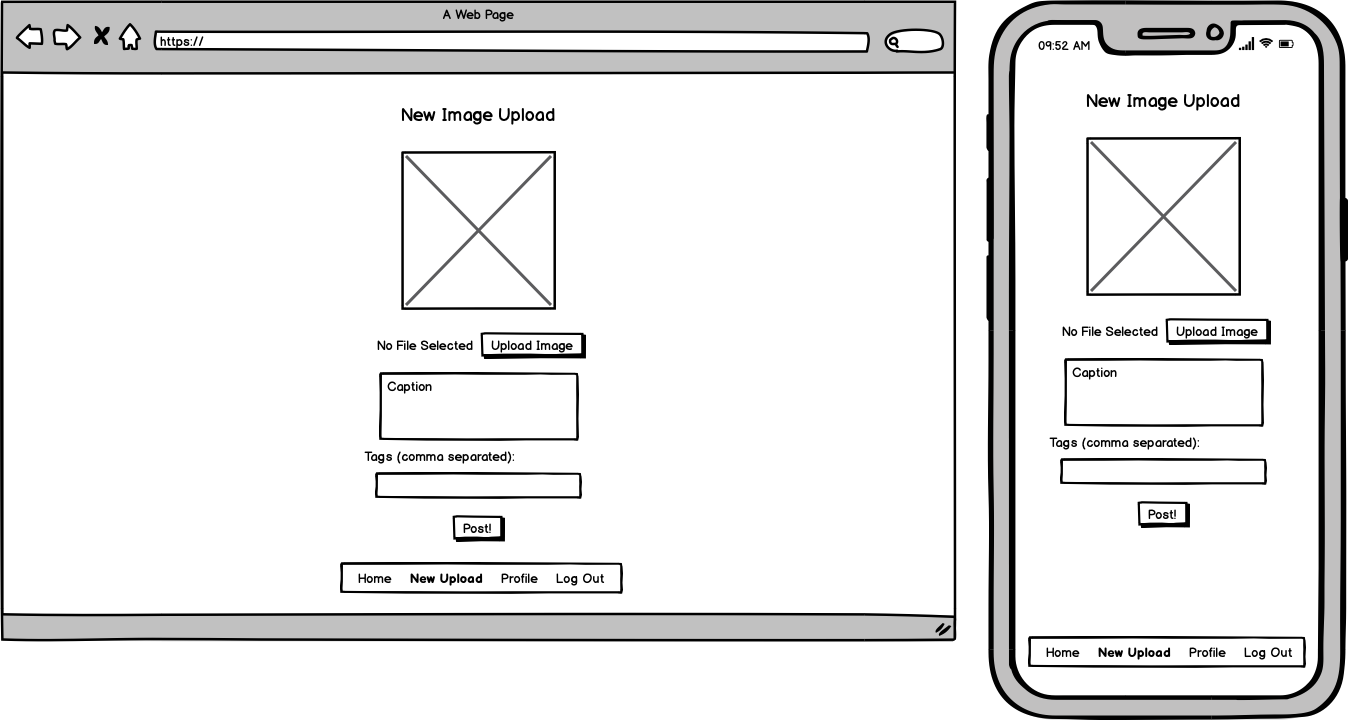 A Web Page
https://
New Image Upload
No File Selected Upload Image
Caption
Tags (comma separated):
Post!
Home New Upload Profile Log Out
09:52 AM
New Image Upload
No File Selected Upload Image
Caption
Tags (comma separated):
Post!
Home New Upload Profile Log Out